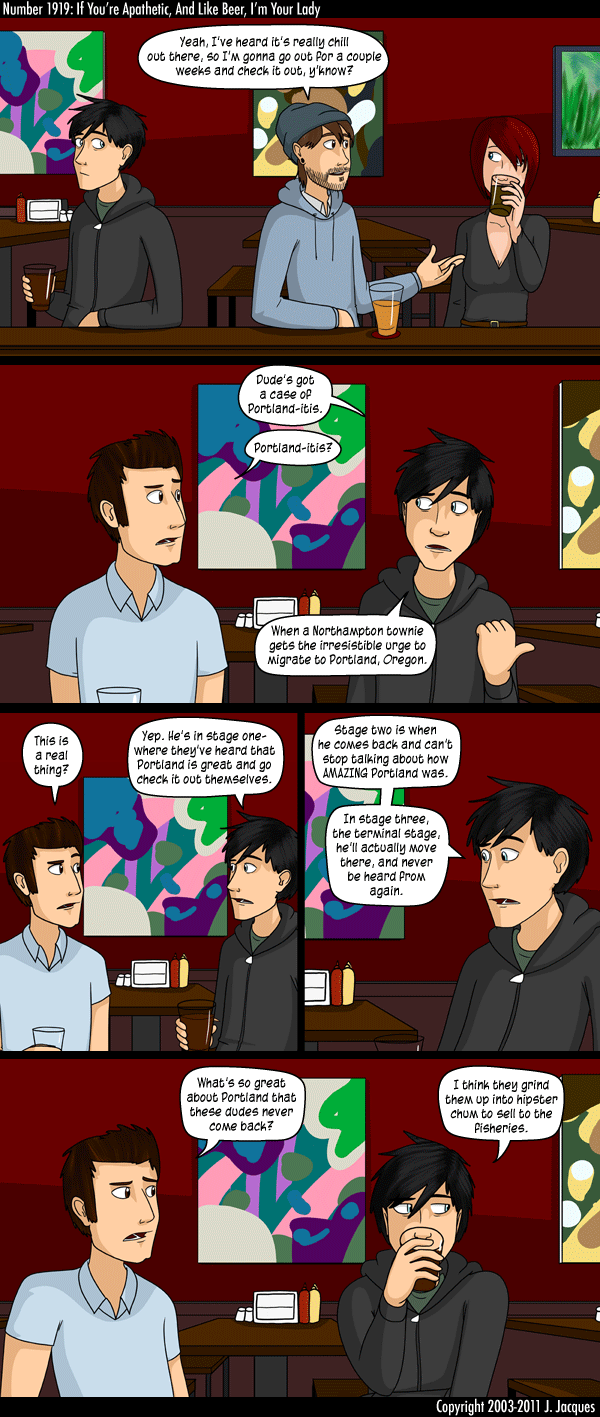 Number 1919: If You're Apathetic, And Like Beer, I'm Your Lady
Yeah, I've heard it's really chill
out there, so I'm gonna go out for a couple
weeks and check it out, y'know?
Dude's got
a case of
Portland-itis.
Portland-itis?
When a Northampton townie
gets the irresistible urge to
migrate to Portland, Oregon.
This is
a real
thing?
Yep. He's in stage one-
where they've heard that
Portland is great and go
check it out themselves.
Stage two is when
he comes back and can't
stop talking about how
AMAZING Portland was.
In stage three,
the terminal stage,
he'll actually move
there, and never
be heard from
again.
What's so great
about Portland that
these dudes never
come back?
I think they grind
them up into hipster
chum to sell to the
fisheries.
Copyright 2003-2011 J. Jacques